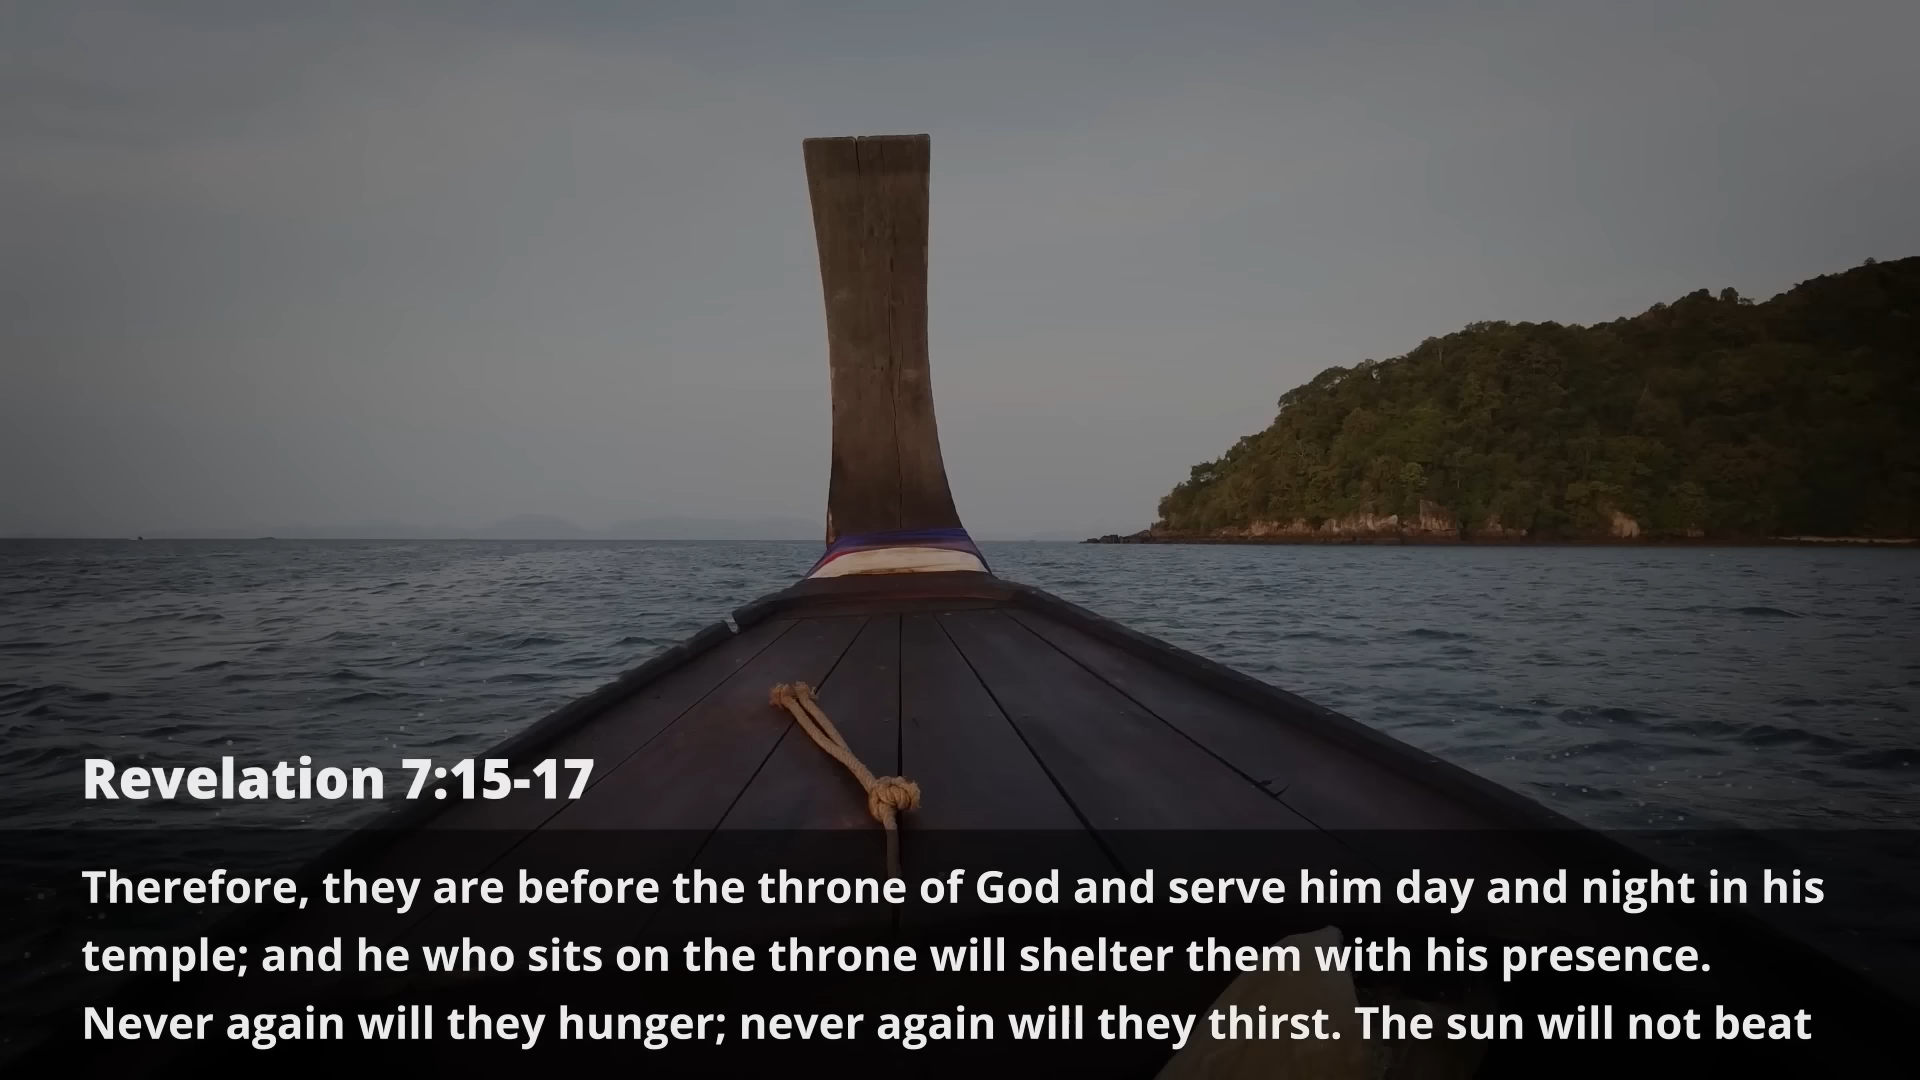 Revelation 7:15-17
Therefore, they are before the throne of God and serve him day and night in his
temple; and he who sits on the throne will shelter them with his presence.
Never again will they hunger; never again will they thirst. The sun will not beat